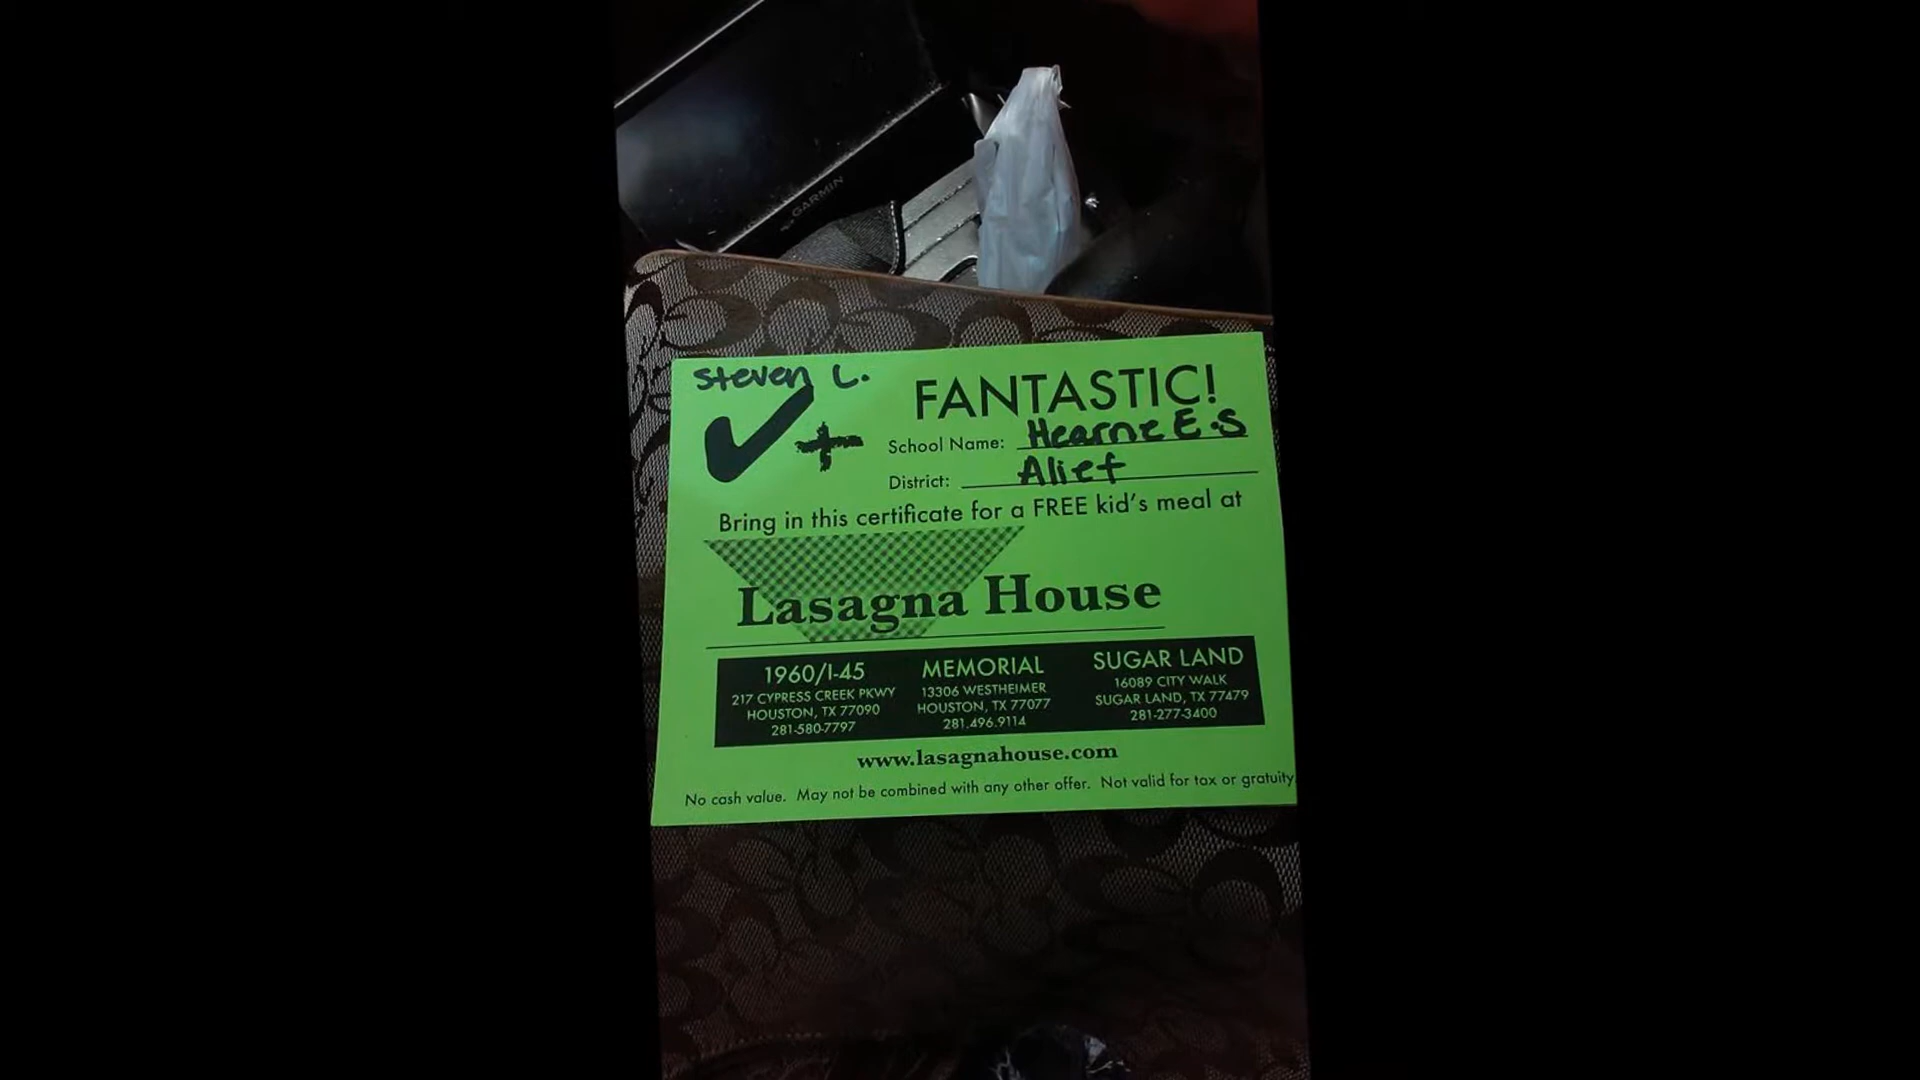 GARMIN
Steven L.
FANTASTIC!
School Name: Hearne E.S
District: Alief
Bring in this certificate for a FREE kid's meal at
Lasagna House
1960/I-45
217 CYPRESS CREEK PKWY
HOUSTON, TX 77090
281-580-7797
MEMORIAL
13306 WESTHEIMER
HOUSTON, TX 77077
281.496.9114
SUGAR LAND
16089 CITY WALK
SUGAR LAND, TX 77479
281-277-3400
www.lasagnahouse.com
No cash value. May not be combined with any other offer. Not valid for tax or gratuity